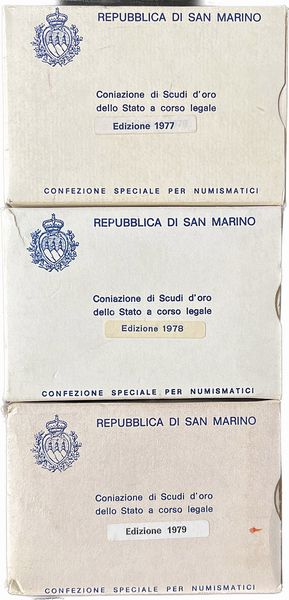 REPUBBLICA DI SAN MARINO
Coniazione di Scudi d'oro
dello Stato a corso legale
Edizione 1977
CONFEZIONE SPECIALE PER NUMISMATICI
REPUBBLICA DI SAN MARINO
Coniazione di Scudi d'oro
dello Stato a corso legale
Edizione 1978
CONFEZIONE SPECIALE PER NUMISMATICI
REPUBBLICA DI SAN MARINO
Coniazione di Scudi d'oro
dello Stato a corso legale
Edizione 1979
CONFEZIONE SPECIALE PER NUMISMATICI